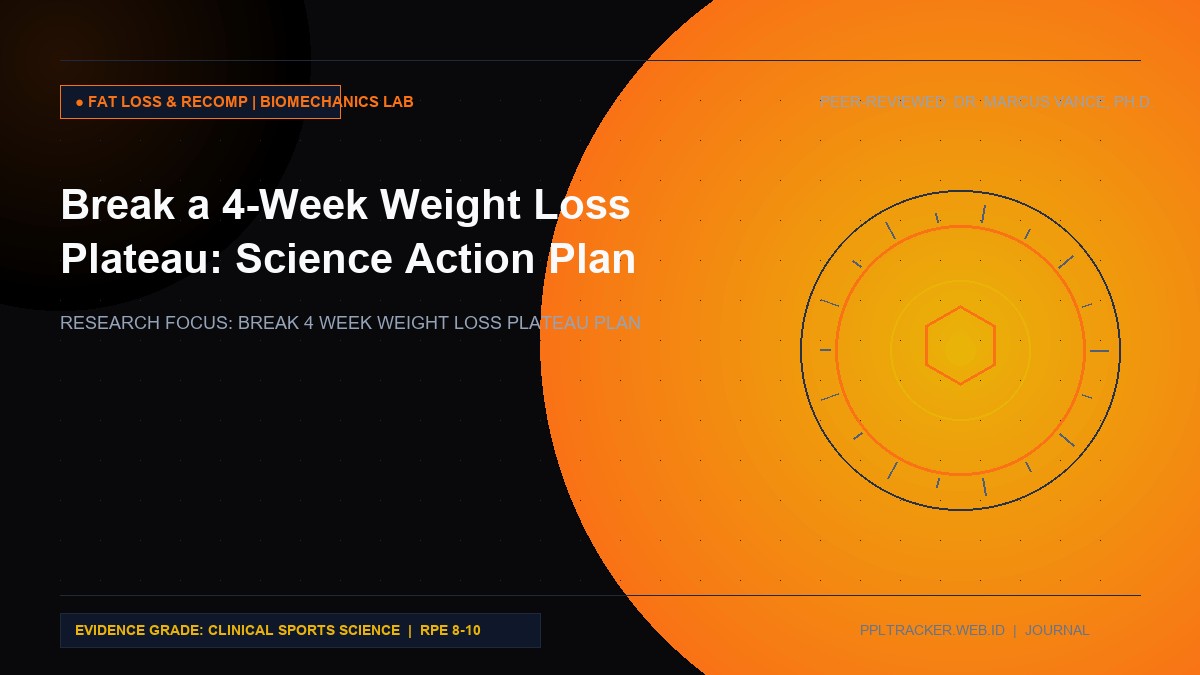 ● FAT LOSS & RECOMP | BIOMECHANICS LAB
PEER-REVIEWED: DR. MARCUS VANCE, PH.D
Break a 4-Week Weight Loss
Plateau: Science Action Plan
RESEARCH FOCUS: BREAK 4 WEEK WEIGHT LOSS PLATEAU PLAN
EVIDENCE GRADE: CLINICAL SPORTS SCIENCE | RPE 8-10
PPLTRACKER.WEB.ID | JOURNAL